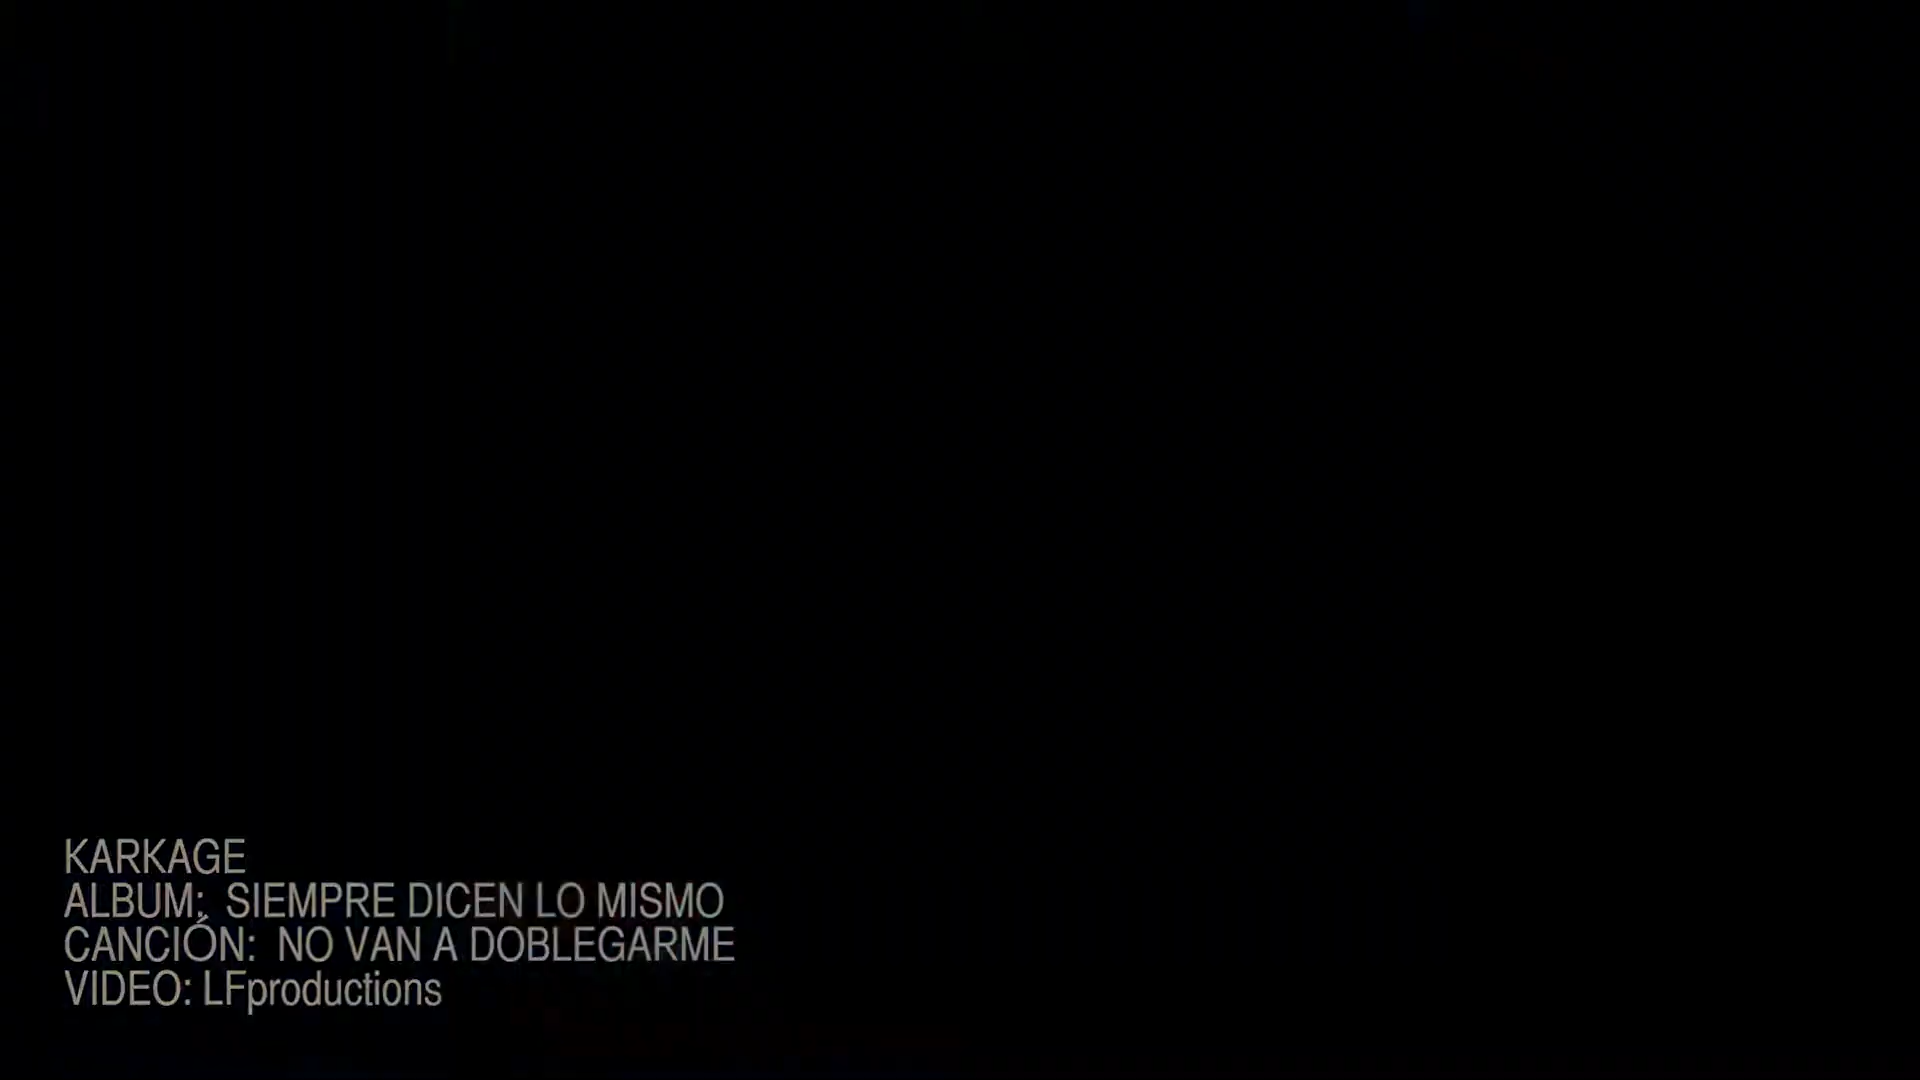 KARKAGE
ALBUM: SIEMPRE DICEN LO MISMO
CANCIÓN: NO VAN A DOBLEGARME
VIDEO: LFproductions